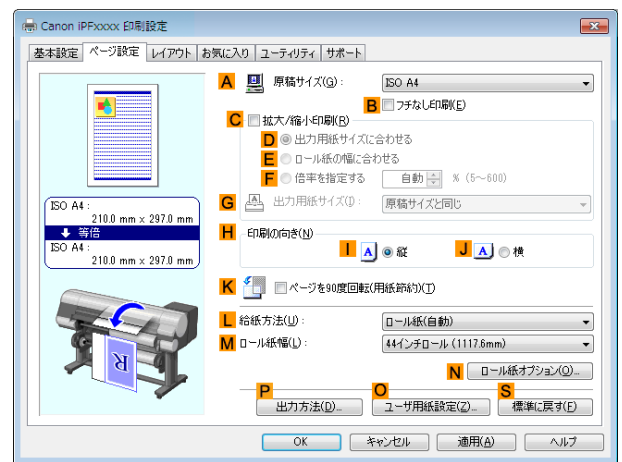 Canon iPFxxxx 印刷設定
基本設定 ページ設定 レイアウト お気に入り ユーティリティ サポート
A 原稿サイズ(G): ISO A4
B フチなし印刷(E)
C 拡大/縮小印刷(R)
D 出力用紙サイズに合わせる
E ロール紙の幅に合わせる
F 倍率を指定する 自動 % (5～600)
G A 出力用紙サイズ(I): 原稿サイズと同じ
ISO A4 :
210.0 mm x 297.0 mm
等倍
ISO A4 :
210.0 mm x 297.0 mm
H 印刷の向き(N)
I A 縦 J A 横
K ページを90度回転(用紙節約)(T)
L 給紙方法(U): ロール紙(自動)
M ロール紙幅(L): 44インチロール (1117.6mm)
R
N ロール紙オプション(O)...
P O S
出力方法(D)... ユーザ用紙設定(Z)... 標準に戻す(F)
OK キャンセル 適用(A) ヘルプ